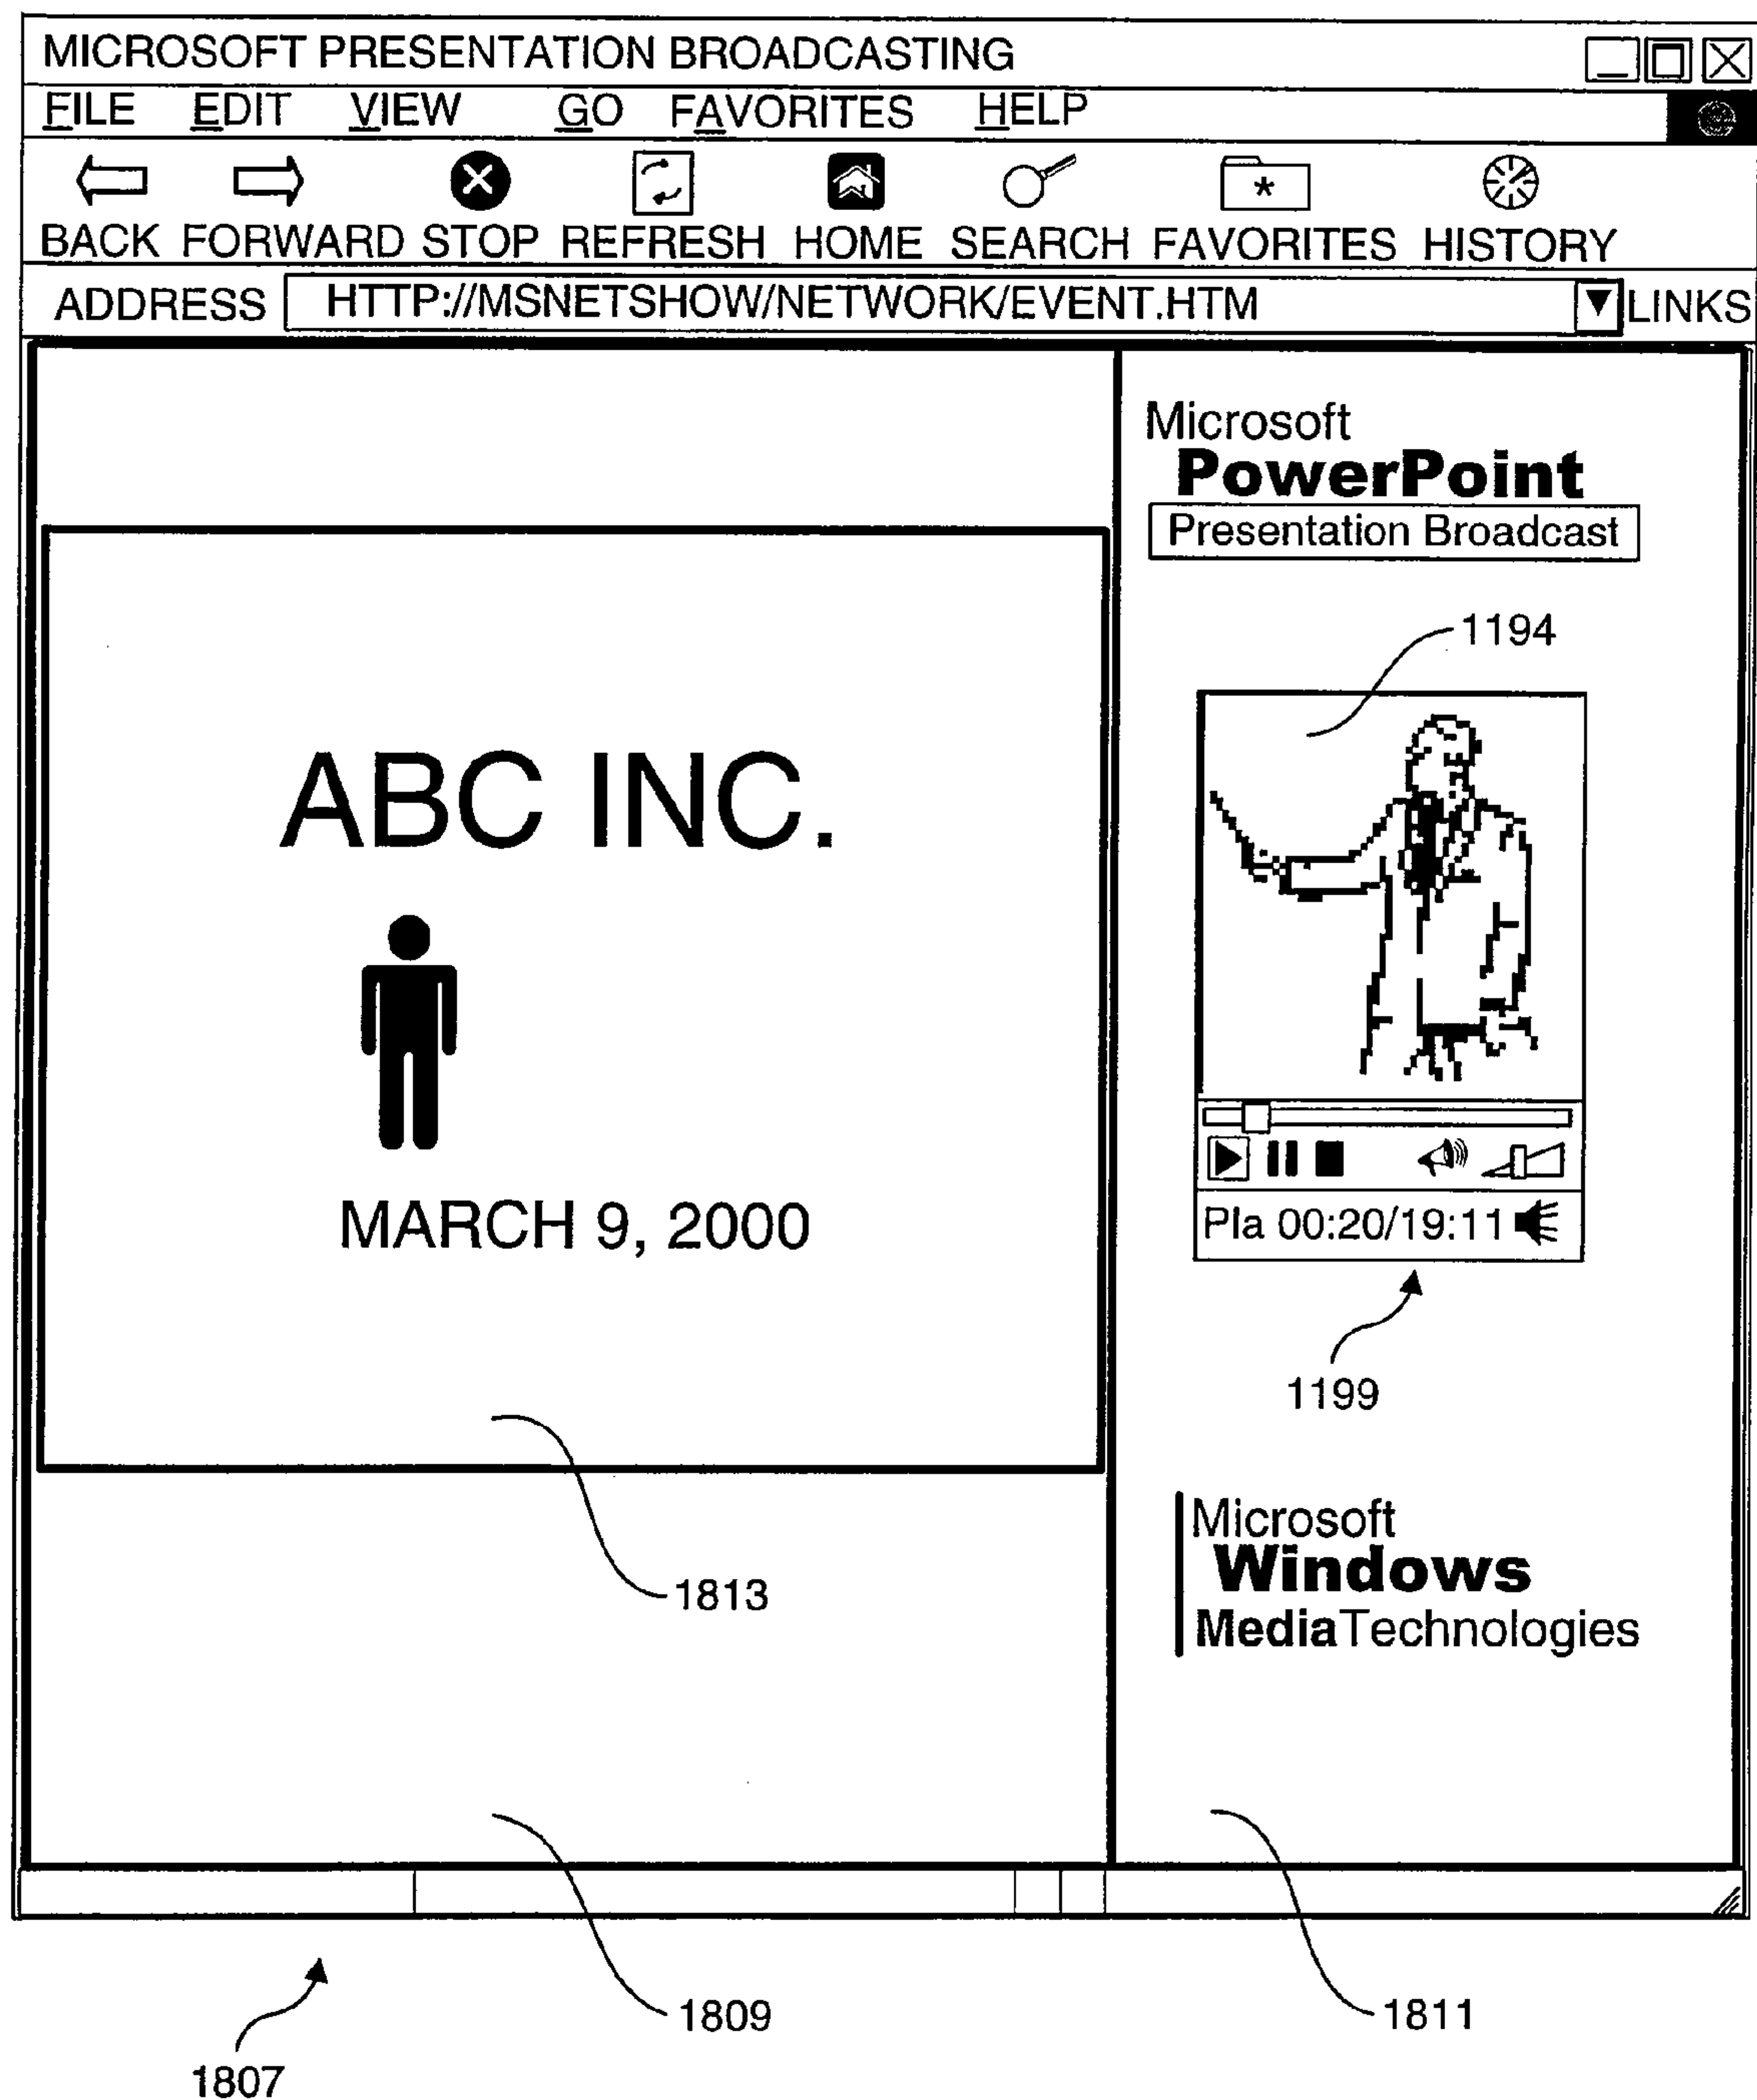 MICROSOFT PRESENTATION BROADCASTING
FILE EDIT VIEW GO FAVORITES HELP
BACK FORWARD STOP REFRESH HOME SEARCH FAVORITES HISTORY
ADDRESS HTTP://MSNETSHOW/NETWORK/EVENT.HTM LINKS
ABC INC.
MARCH 9, 2000
1813
Microsoft
PowerPoint
Presentation Broadcast
1194
Pla 00:20/19:11
1199
Microsoft
Windows
MediaTechnologies
1807
1809
1811